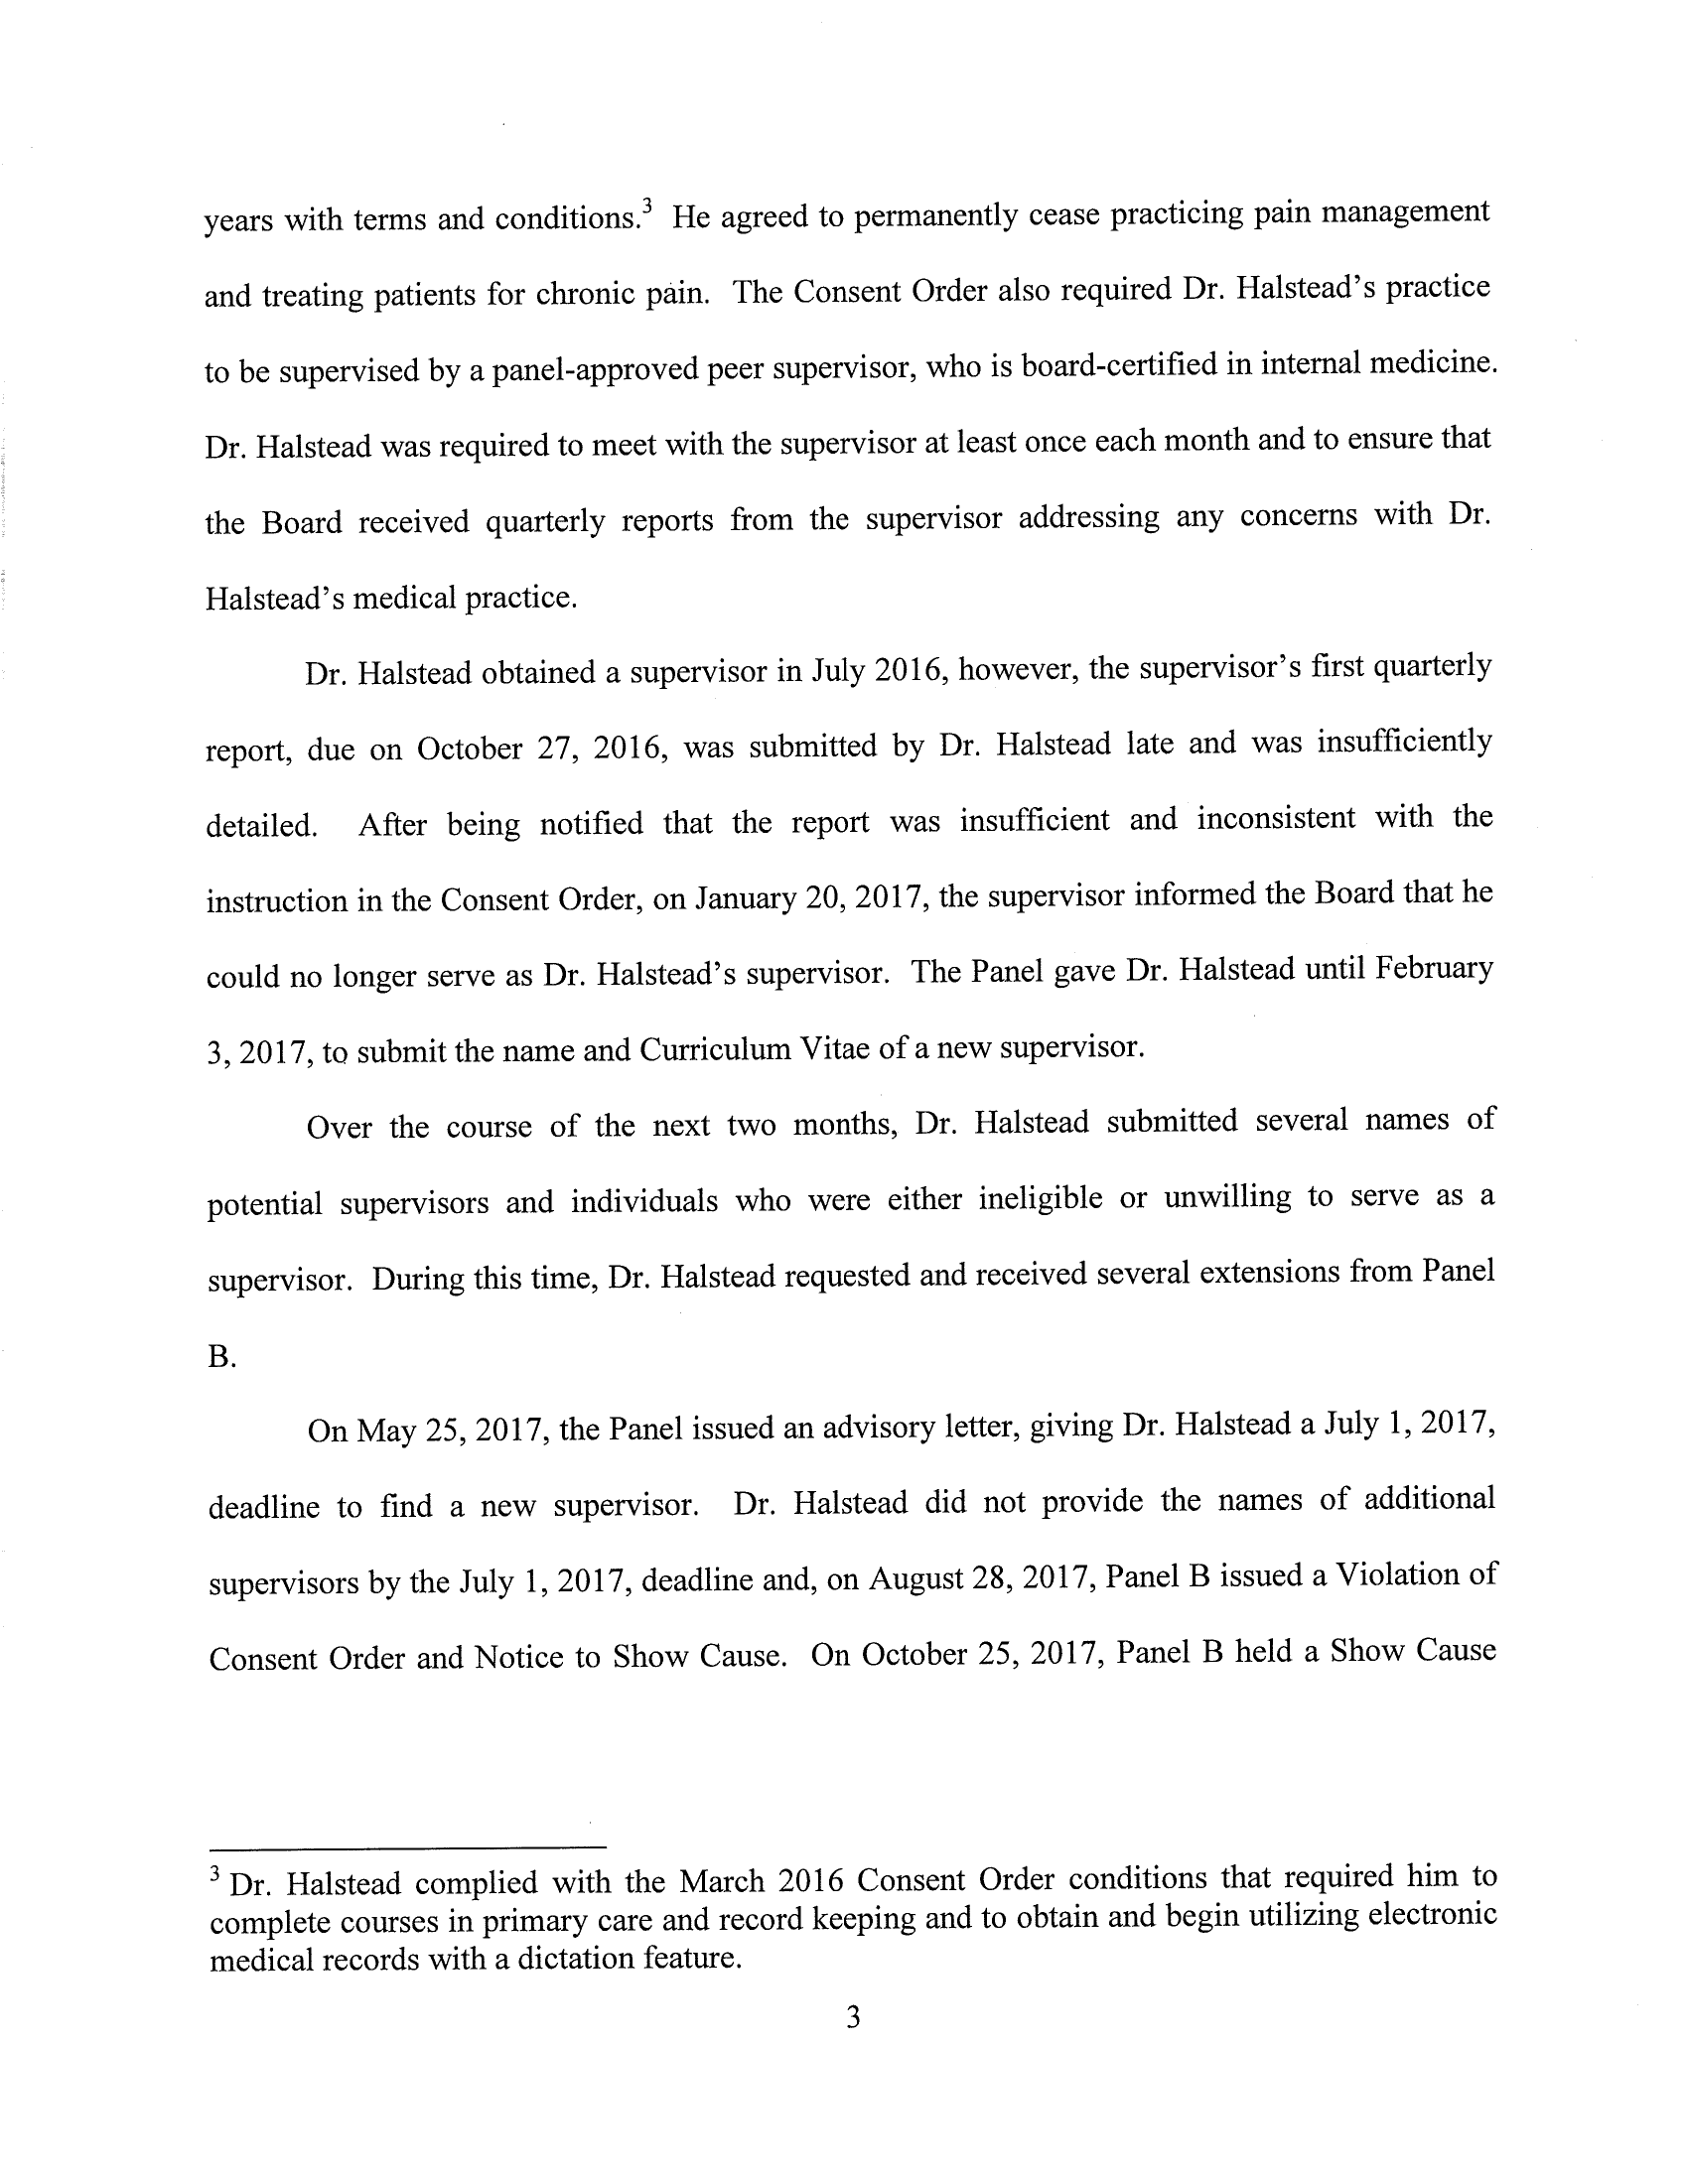 years with terms and conditions.3 He agreed to permanently cease practicing pain management
and treating patients for chronic pain. The Consent Order also required Dr. Halstead’s practice
to be supervised by a panel-approved peer supervisor, who is board-certified in internal medicine.
Dr. Halstead was required to meet with the supervisor at least once each month and to ensure that
the Board received quarterly reports from the supervisor addressing any concerns with Dr.
Halstead’s medical practice.
Dr. Halstead obtained a supervisor in July 2016, however, the supervisor’s first quarterly
report, due on October 27, 2016, was submitted by Dr. Halstead late and was insufficiently
detailed. After being notified that the report was insufficient and inconsistent with the
instruction in the Consent Order, on January 20, 2017, the supervisor informed the Board that he
could no longer serve as Dr. Halstead’s supervisor. The Panel gave Dr. Halstead until February
3, 2017, to submit the name and Curriculum Vitae of a new supervisor.
Over the course of the next two months, Dr. Halstead submitted several names of
potential supervisors and individuals who were either ineligible or unwilling to serve as a
supervisor. During this time, Dr. Halstead requested and received several extensions from Panel
B.
On May 25, 2017, the Panel issued an advisory letter, giving Dr. Halstead a July 1, 2017,
deadline to find a new supervisor. Dr. Halstead did not provide the names of additional
supervisors by the July 1, 2017, deadline and, on August 28, 2017, Panel B issued a Violation of
Consent Order and Notice to Show Cause. On October 25, 2017, Panel B held a Show Cause
3 Dr. Halstead complied with the March 2016 Consent Order conditions that required him to
complete courses in primary care and record keeping and to obtain and begin utilizing electronic
medical records with a dictation feature.
3